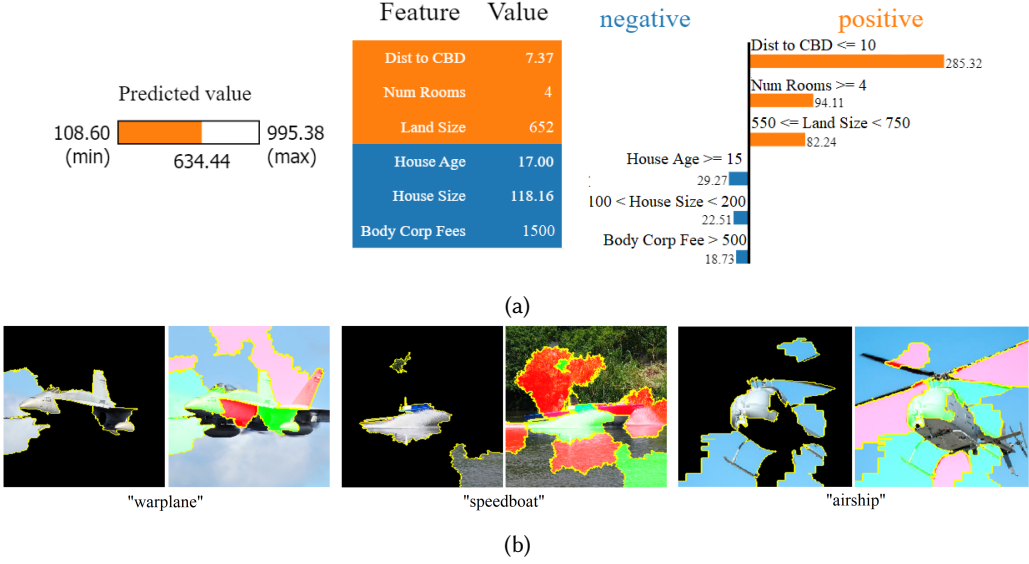 Feature Value
negative positive
Predicted value
108.60
(min)
995.38
(max)
634.44
Dist to CBD 7.37
Num Rooms 4
Land Size 652
House Age 17.00
House Size 118.16
Body Corp Fees 1500
Dist to CBD <= 10
285.32
Num Rooms >= 4
94.11
550 <= Land Size < 750
82.24
House Age >= 15
29.27
100 < House Size < 200
22.51
Body Corp Fee > 500
18.73
(a)
"warplane" "speedboat" "airship"
(b)